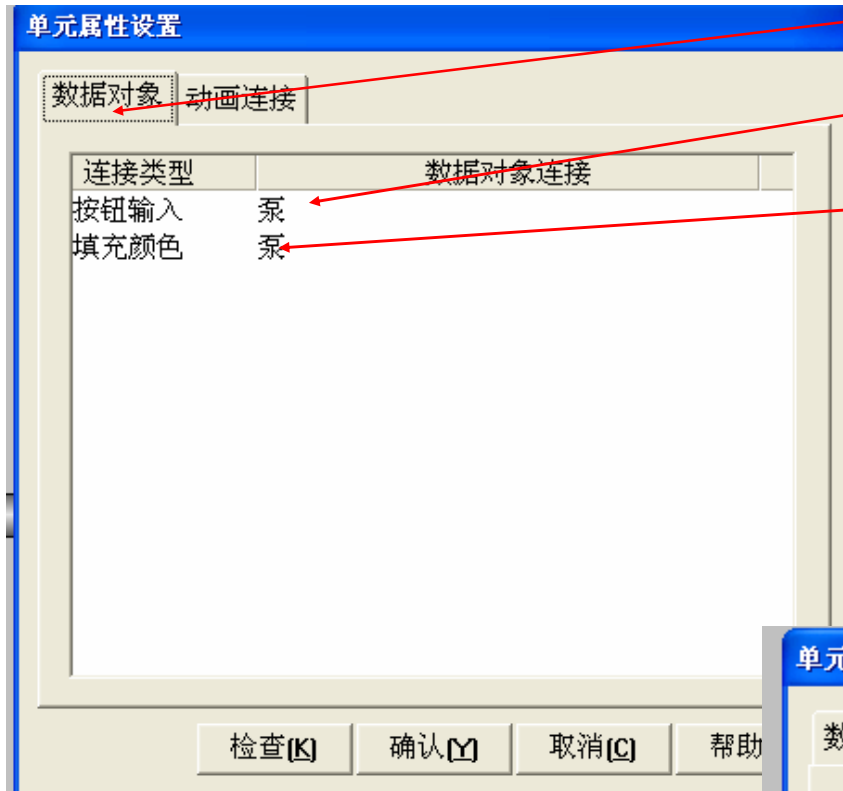 单元属性设置
数据对象 动画连接
连接类型 数据对象连接
按钮输入 泵
填充颜色 泵
检查(K) 确认(Y) 取消(C) 帮助
单元
数